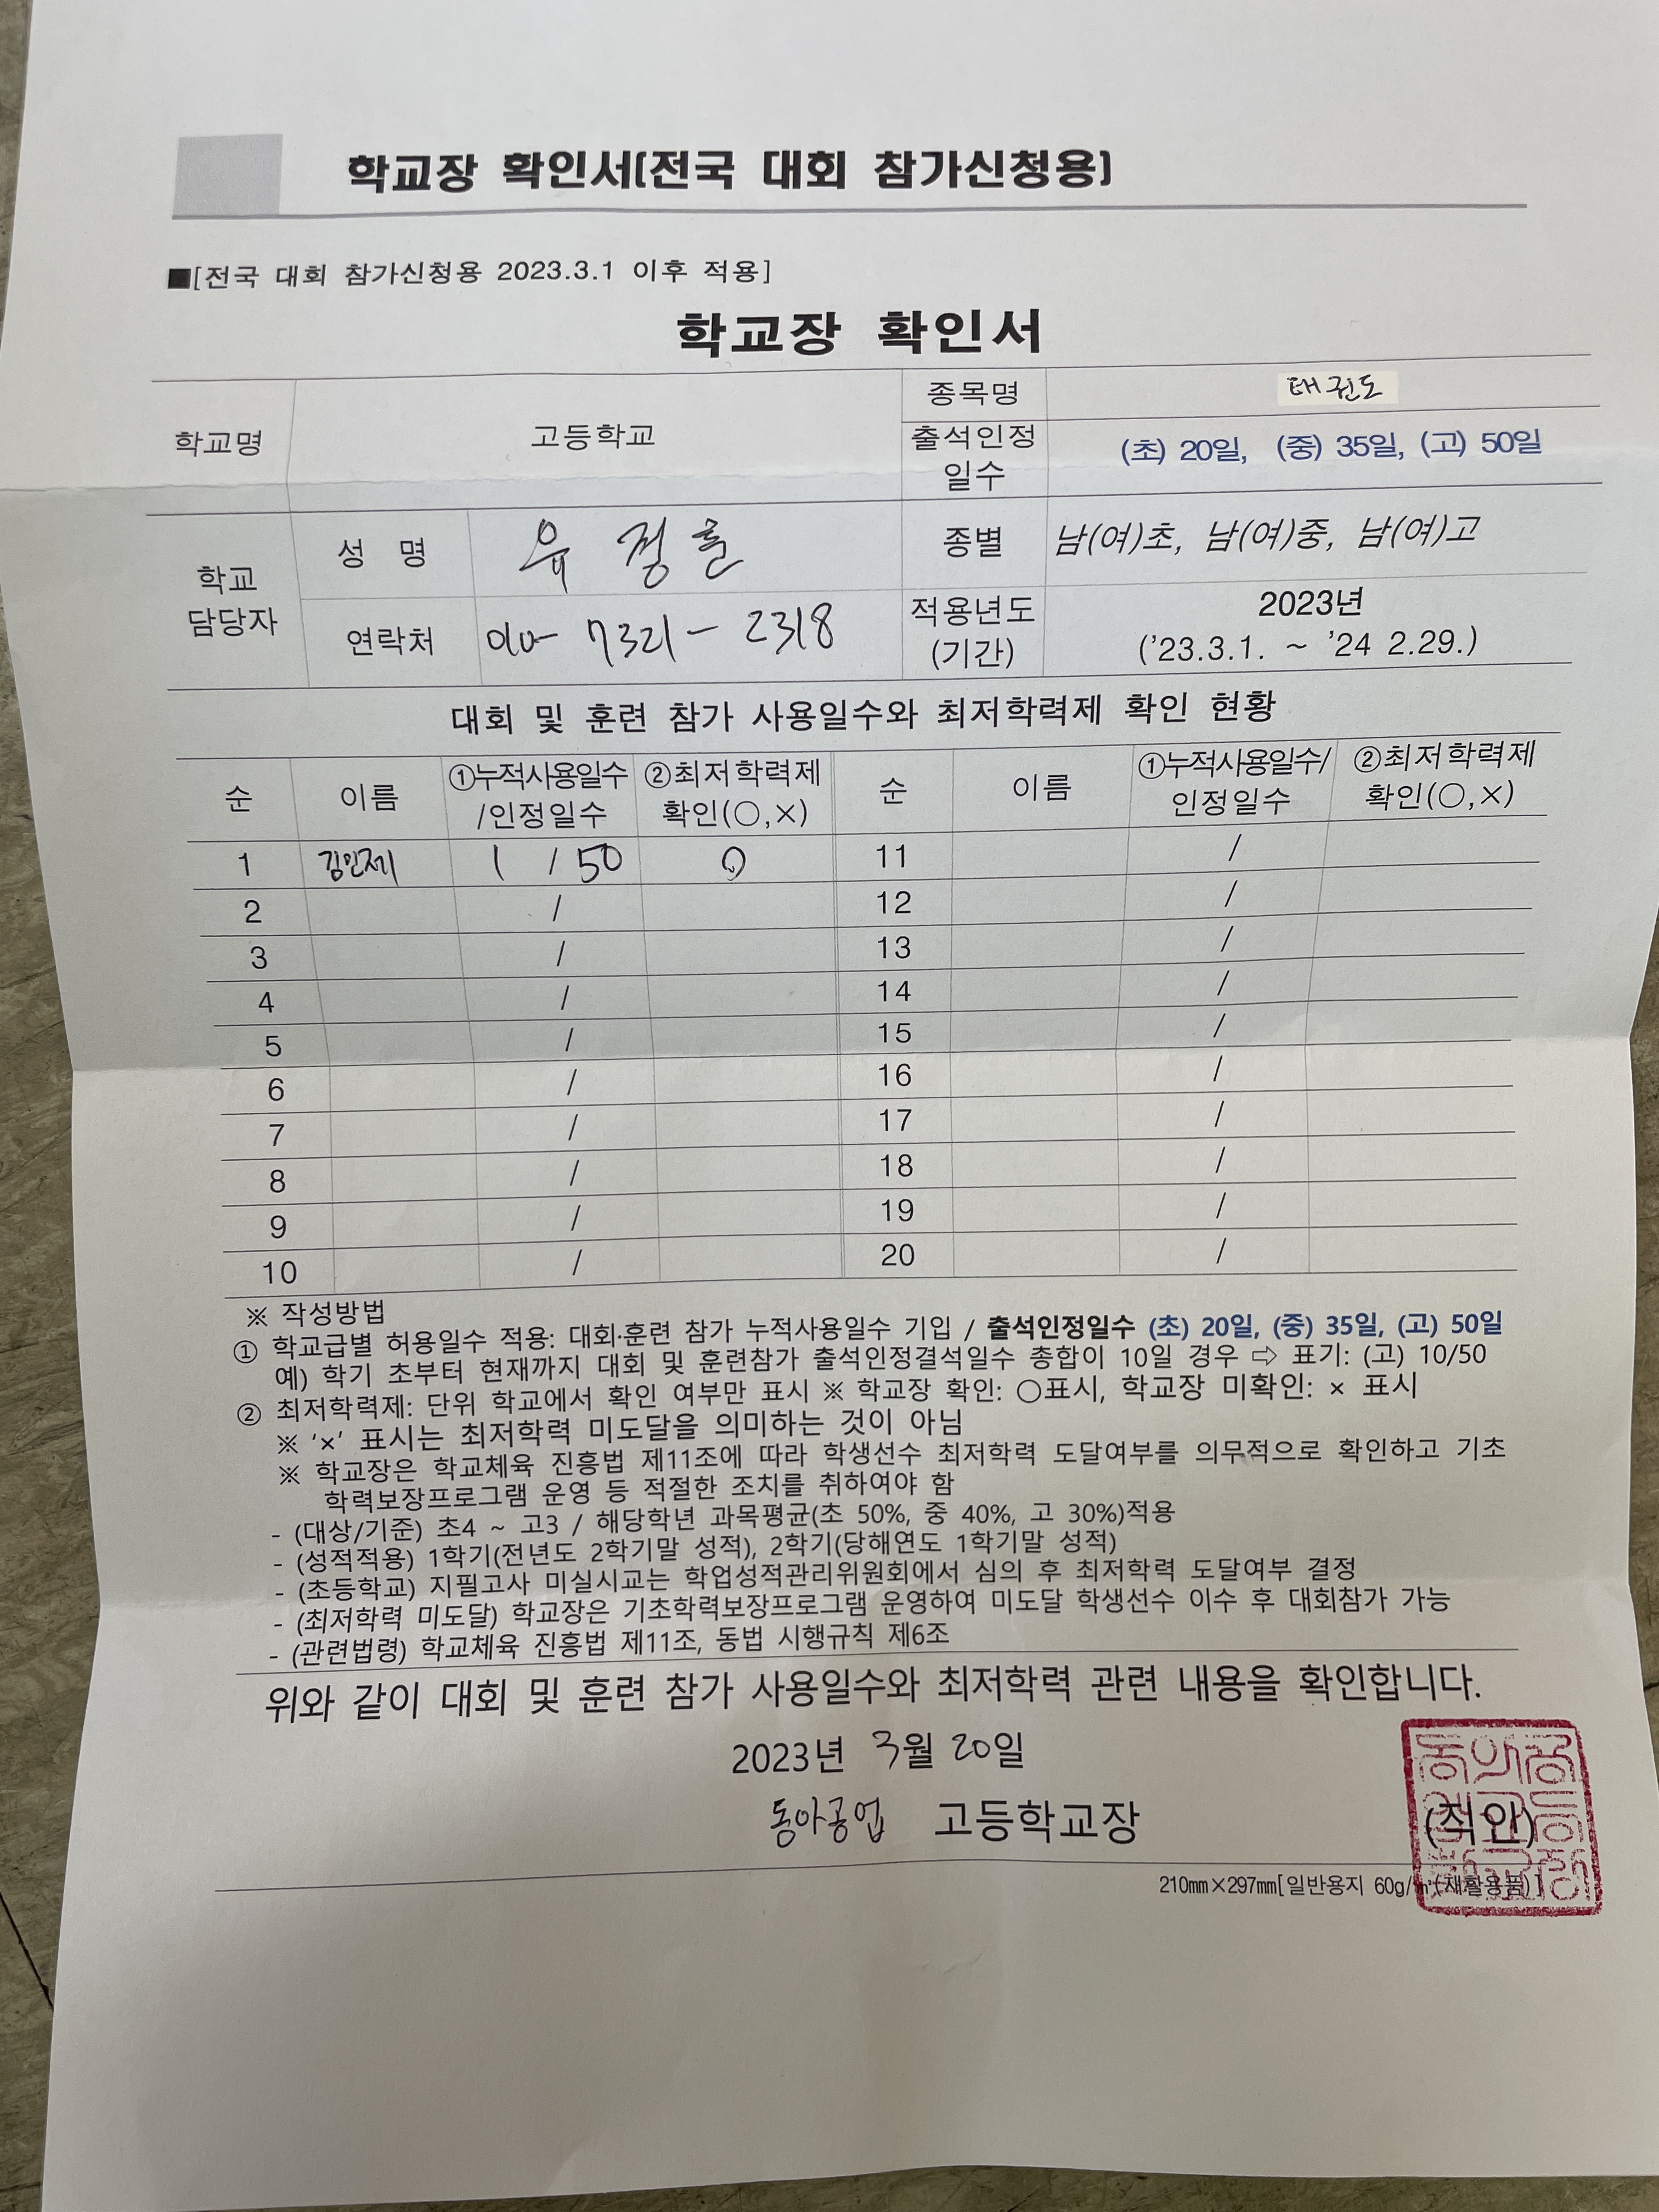 학교장 확인서(전국 대회 참가신청용)
■[전국 대회 참가신청용 2023.3.1 이후 적용]
학교장 확인서
학교명 고등학교 종목명 태권도
출석인정 일수 (초) 20일, (중) 35일, (고) 50일
학교 담당자 성 명 유정훈 종별 남(여)초, 남(여)중, 남(여)고
연락처 010-7321-2318 적용년도 (기간) 2023년 ('23.3.1. ~ '24 2.29.)
대회 및 훈련 참가 사용일수와 최저학력제 확인 현황
순 이름 ①누적사용일수 /인정일수 ②최저학력제 확인(○,×) 순 이름 ①누적사용일수/ 인정일수 ②최저학력제 확인(○,×)
1 김민제 1 / 50 O 11 /
2 / 12 /
3 / 13 /
4 / 14 /
5 / 15 /
6 / 16 /
7 / 17 /
8 / 18 /
9 / 19 /
10 / 20 /
※ 작성방법
① 학교급별 허용일수 적용: 대회·훈련 참가 누적사용일수 기입 / 출석인정일수 (초) 20일, (중) 35일, (고) 50일
예) 학기 초부터 현재까지 대회 및 훈련참가 출석인정결석일수 총합이 10일 경우 ⇨ 표기: (고) 10/50
② 최저학력제: 단위 학교에서 확인 여부만 표시 ※ 학교장 확인: ○표시, 학교장 미확인: × 표시
※ '×' 표시는 최저학력 미도달을 의미하는 것이 아님
※ 학교장은 학교체육 진흥법 제11조에 따라 학생선수 최저학력 도달여부를 의무적으로 확인하고 기초
학력보장프로그램 운영 등 적절한 조치를 취하여야 함
- (대상/기준) 초4 ~ 고3 / 해당학년 과목평균(초 50%, 중 40%, 고 30%)적용
- (성적적용) 1학기(전년도 2학기말 성적), 2학기(당해연도 1학기말 성적)
- (초등학교) 지필고사 미실시교는 학업성적관리위원회에서 심의 후 최저학력 도달여부 결정
- (최저학력 미도달) 학교장은 기초학력보장프로그램 운영하여 미도달 학생선수 이수 후 대회참가 가능
- (관련법령) 학교체육 진흥법 제11조, 동법 시행규칙 제6조
위와 같이 대회 및 훈련 참가 사용일수와 최저학력 관련 내용을 확인합니다.
2023년 3월 20일
동아공업 고등학교장 (직인)
210㎜×297㎜[일반용지 60g/㎡(재활용품)]